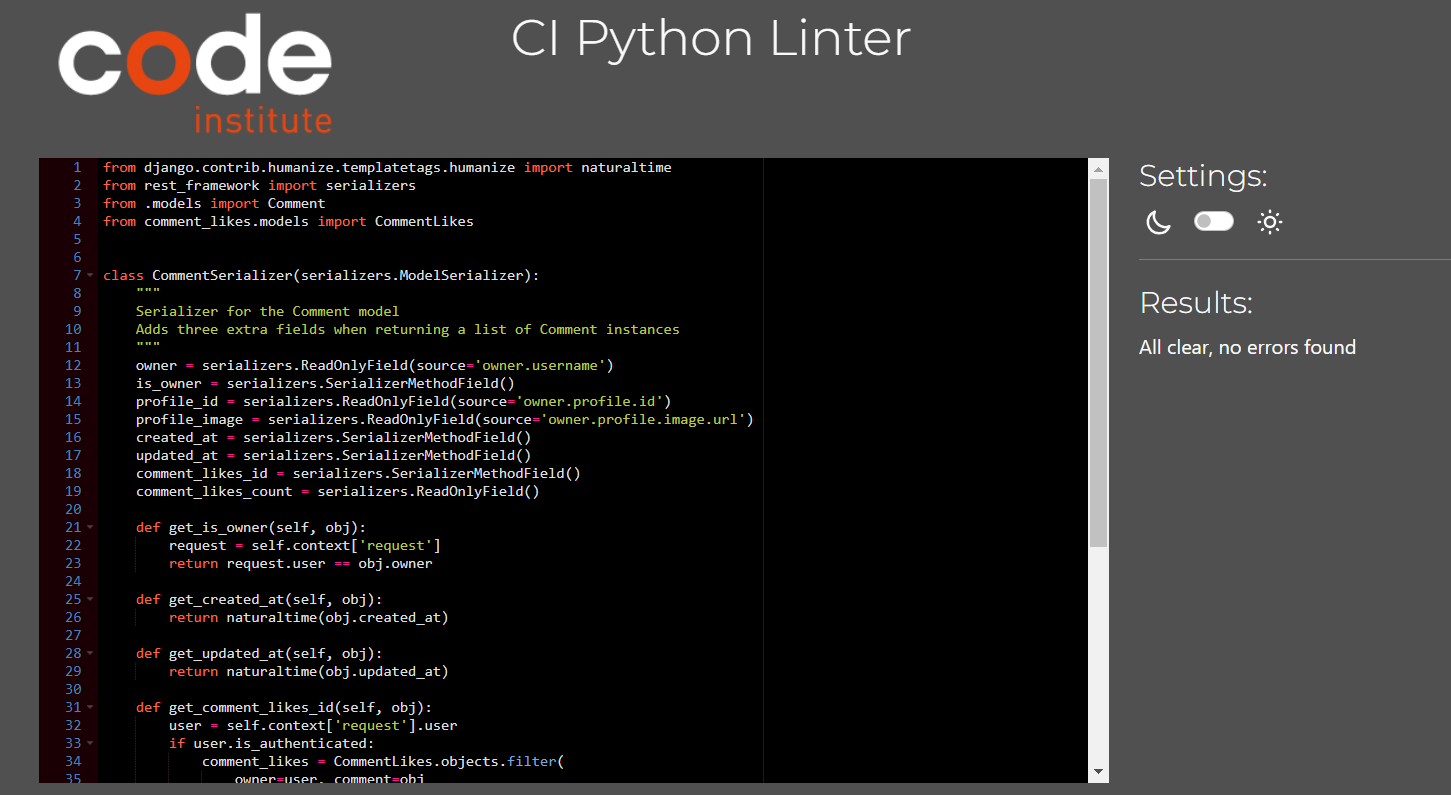 code
institute
CI Python Linter
1 from django.contrib.humanize.templatetags.humanize import naturaltime
2 from rest_framework import serializers
3 from .models import Comment
4 from comment_likes.models import CommentLikes
5
6
7 class CommentSerializer(serializers.ModelSerializer):
8     """
9     Serializer for the Comment model
10     Adds three extra fields when returning a list of Comment instances
11     """
12     owner = serializers.ReadOnlyField(source='owner.username')
13     is_owner = serializers.SerializerMethodField()
14     profile_id = serializers.ReadOnlyField(source='owner.profile.id')
15     profile_image = serializers.ReadOnlyField(source='owner.profile.image.url')
16     created_at = serializers.SerializerMethodField()
17     updated_at = serializers.SerializerMethodField()
18     comment_likes_id = serializers.SerializerMethodField()
19     comment_likes_count = serializers.ReadOnlyField()
20
21     def get_is_owner(self, obj):
22         request = self.context['request']
23         return request.user == obj.owner
24
25     def get_created_at(self, obj):
26         return naturaltime(obj.created_at)
27
28     def get_updated_at(self, obj):
29         return naturaltime(obj.updated_at)
30
31     def get_comment_likes_id(self, obj):
32         user = self.context['request'].user
33         if user.is_authenticated:
34             comment_likes = CommentLikes.objects.filter(
35                 owner=user, comment=obj
Settings:
Results:
All clear, no errors found